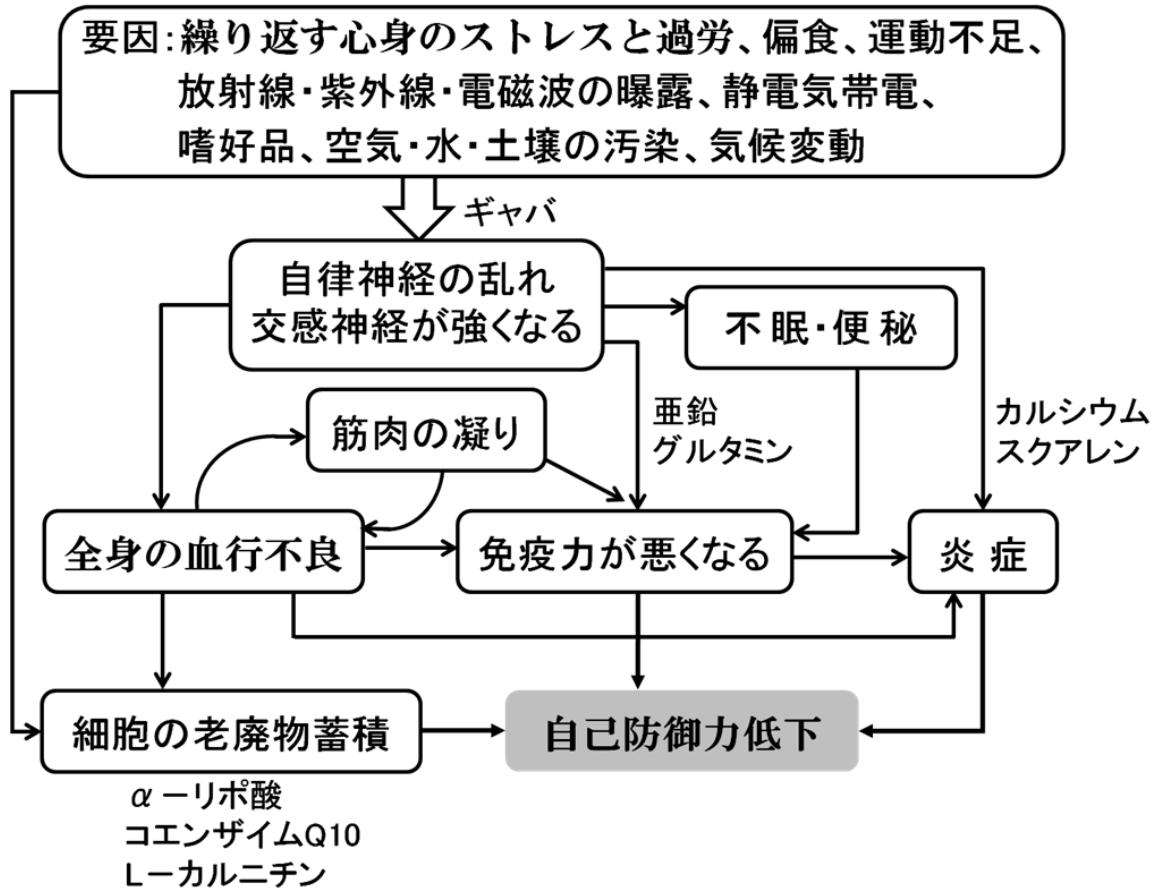 要因:繰り返す心身のストレスと過労、偏食、運動不足、
放射線・紫外線・電磁波の曝露、静電気帯電、
嗜好品、空気・水・土壌の汚染、気候変動
ギャバ
自律神経の乱れ
交感神経が強くなる
不眠・便秘
筋肉の凝り
亜鉛
グルタミン
カルシウム
スクアレン
全身の血行不良
免疫力が悪くなる
炎症
細胞の老廃物蓄積
自己防御力低下
α-リポ酸
コエンザイムQ10
L-カルニチン